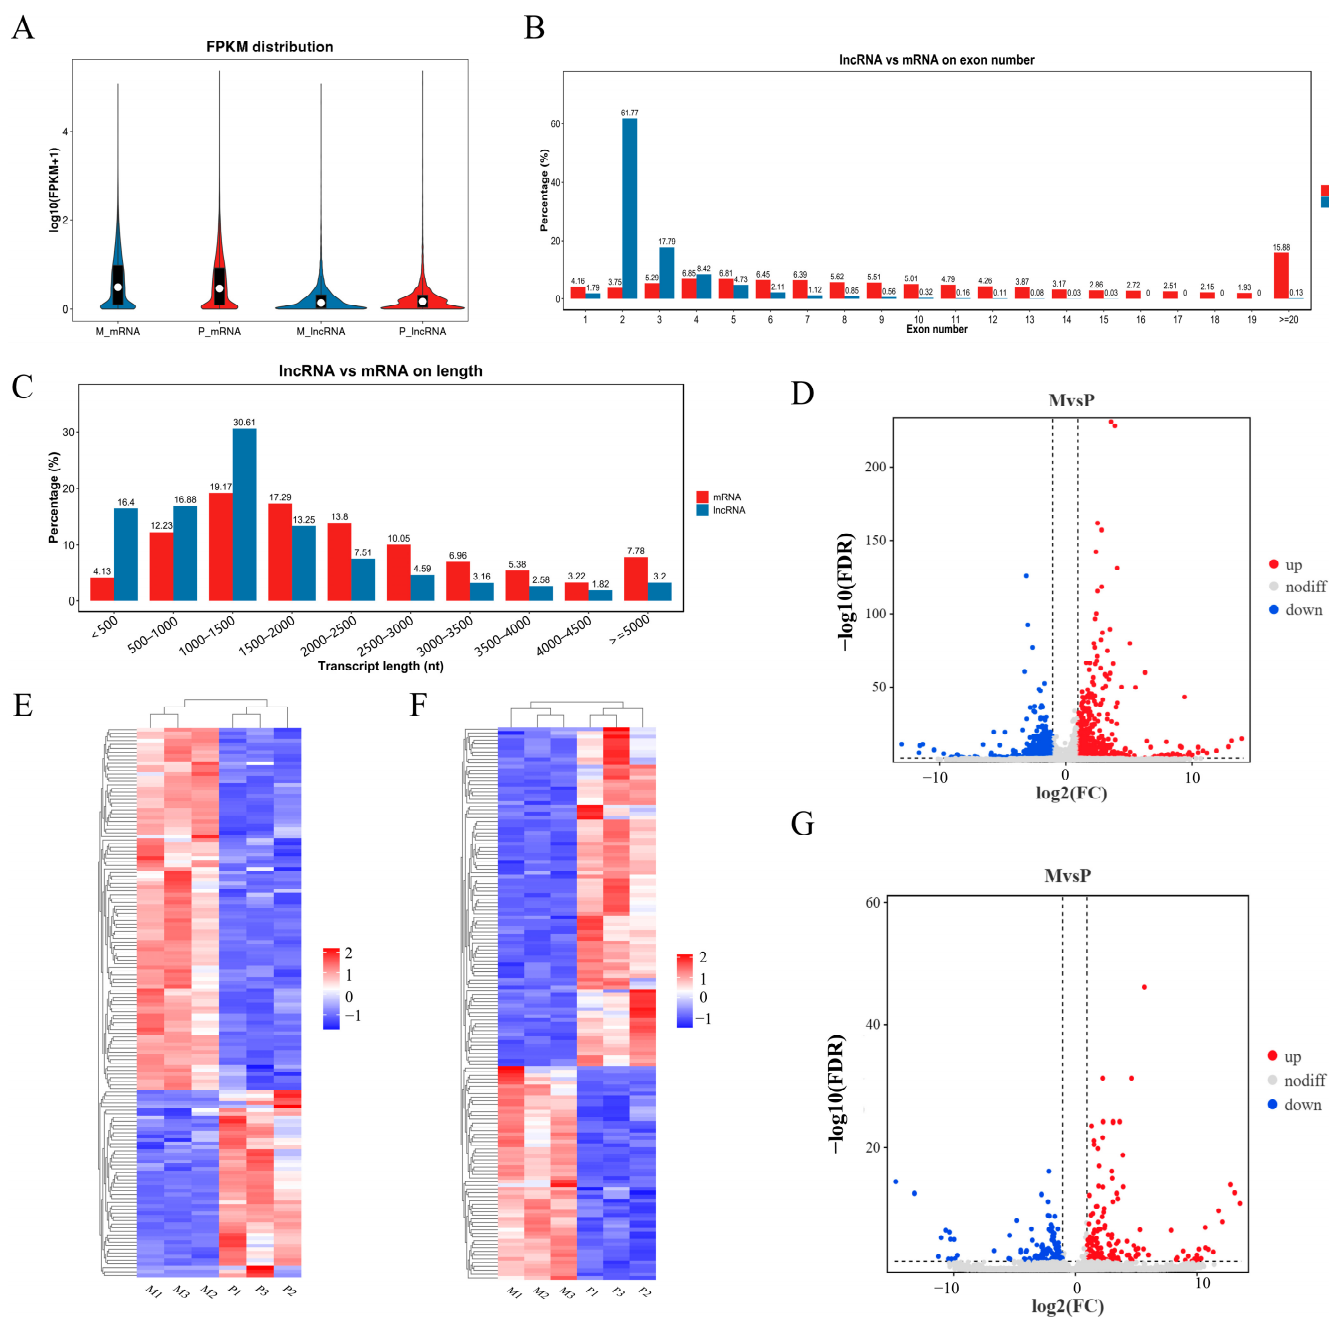 A
FPKM distribution
log10(FPKM+1)
4
2
0
M_mRNA P_mRNA M_lncRNA P_lncRNA
B
lncRNA vs mRNA on exon number
Percentage (%)
60
40
20
0
4.16 1.79 3.75 61.77 5.29 17.79 6.85 8.42 6.81 4.73 6.45 2.11 6.39 1.12 5.62 0.85 5.51 0.56 5.01 0.32 4.79 0.16 4.26 0.11 3.87 0.08 3.17 0.03 2.86 0.03 2.72 0 2.51 0 2.15 0 1.93 0 15.88 0.13
1 2 3 4 5 6 7 8 9 10 11 12 13 14 15 16 17 18 19 >=20
Exon number
C
lncRNA vs mRNA on length
Percentage (%)
30
20
10
0
4.13 16.4 12.23 16.88 19.17 30.61 17.29 13.25 13.8 7.51 10.05 4.59 6.96 3.16 5.38 2.58 3.22 1.82 7.78 3.2
<500 500–1000 1000–1500 1500–2000 2000–2500 2500–3000 3000–3500 3500–4000 4000–4500 >=5000
Transcript length (nt)
mRNA
lncRNA
D
MvsP
−log10(FDR)
200
150
100
50
−10 0 10
log2(FC)
up
nodiff
down
E
2
1
0
−1
M1 M3 M2 P1 P3 P2
F
2
1
0
−1
M1 M2 M3 r1 r3 r2
G
MvsP
−log10(FDR)
60
40
20
−10 0 10
log2(FC)
up
nodiff
down